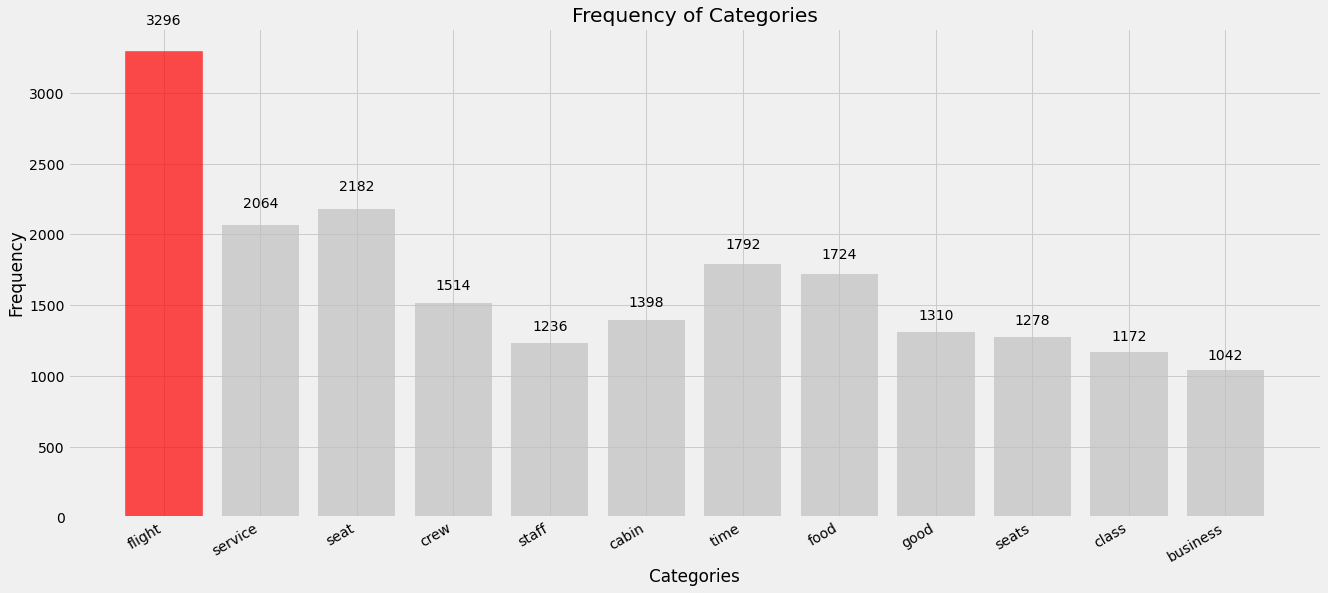 Frequency of Categories
3296
2064
2182
1514
1236
1398
1792
1724
1310
1278
1172
1042
Frequency
3000
2500
2000
1500
1000
500
0
flight
service
seat
crew
staff
cabin
time
food
good
seats
class
business
Categories